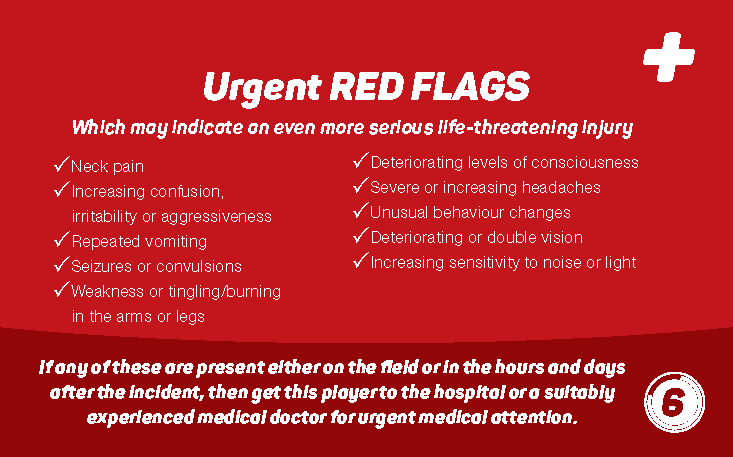 Urgent RED FLAGS
Which may indicate an even more serious life-threatening injury
✓Neck pain
✓Increasing confusion,
irritability or aggressiveness
✓Repeated vomiting
✓Seizures or convulsions
✓Weakness or tingling/burning
in the arms or legs
✓Deteriorating levels of consciousness
✓Severe or increasing headaches
✓Unusual behaviour changes
✓Deteriorating or double vision
✓Increasing sensitivity to noise or light
If any of these are present either on the field or in the hours and days
after the incident, then get this player to the hospital or a suitably
experienced medical doctor for urgent medical attention.
6